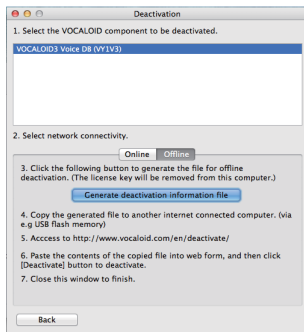 Deactivation
1. Select the VOCALOID component to be deactivated.
VOCALOID3 Voice DB (VY1V3)
2. Select network connectivity.
Online Offline
3. Click the following button to generate the file for offline
deactivation. (The license key will be removed from this computer.)
Generate deactivation information file
4. Copy the generated file to another internet connected computer. (via
e.g USB flash memory)
5. Acccess to http://www.vocaloid.com/en/deactivate/
6. Paste the contents of the copied file into web form, and then click
[Deactivate] button to deactivate.
7. Close this window to finish.
Back